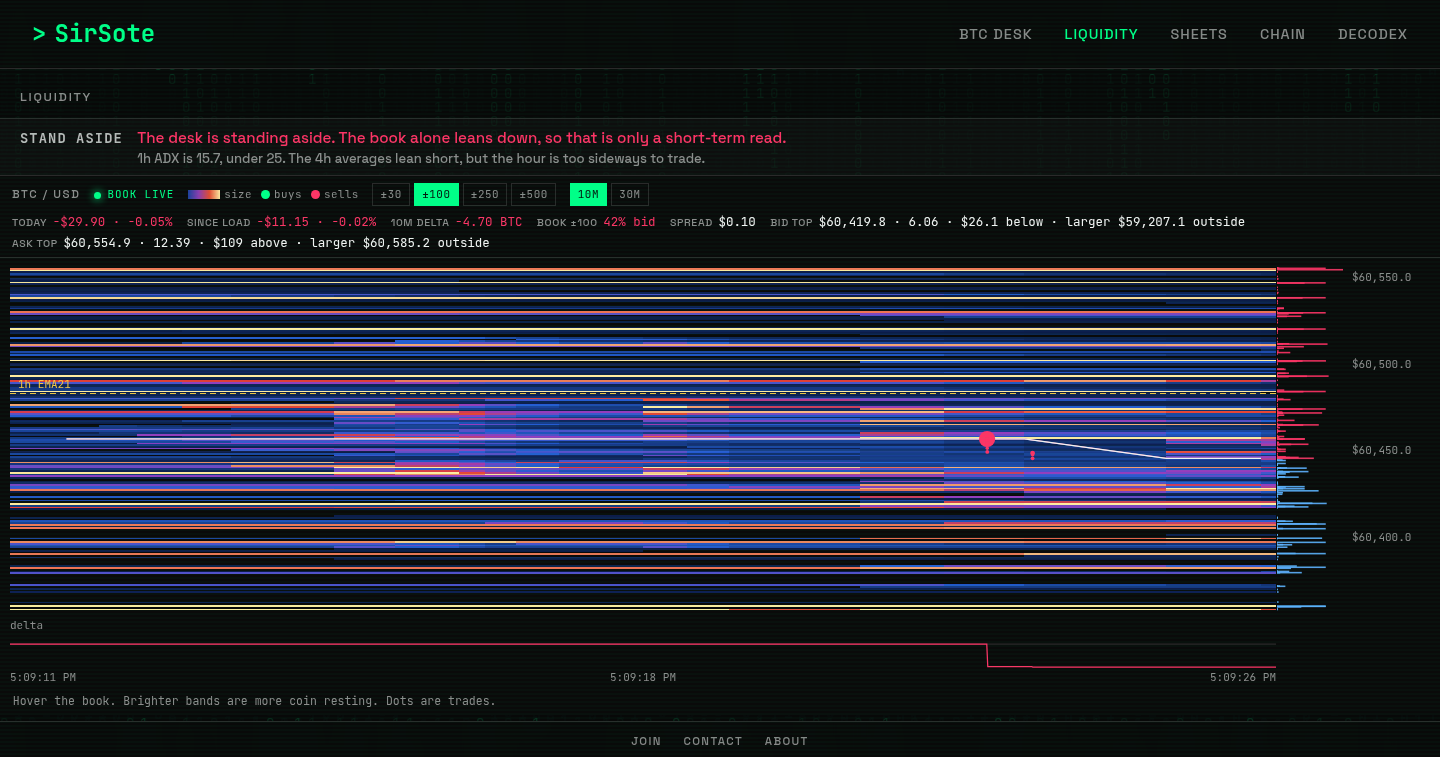 > SirSote
BTC DESK LIQUIDITY SHEETS CHAIN DECODEX
LIQUIDITY
STAND ASIDE The desk is standing aside. The book alone leans down, so that is only a short-term read.
1h ADX is 15.7, under 25. The 4h averages lean short, but the hour is too sideways to trade.
BTC / USD BOOK LIVE size buys sells ±30 ±100 ±250 ±500 10M 30M
TODAY -$29.90 · -0.05% SINCE LOAD -$11.15 · -0.02% 10M DELTA -4.70 BTC BOOK ±100 42% bid SPREAD $0.10 BID TOP $60,419.8 · 6.06 · $26.1 below · larger $59,207.1 outside
ASK TOP $60,554.9 · 12.39 · $109 above · larger $60,585.2 outside
$60,550.0
$60,500.0
1h EMA21
$60,450.0
$60,400.0
delta
5:09:11 PM 5:09:18 PM 5:09:26 PM
Hover the book. Brighter bands are more coin resting. Dots are trades.
JOIN CONTACT ABOUT